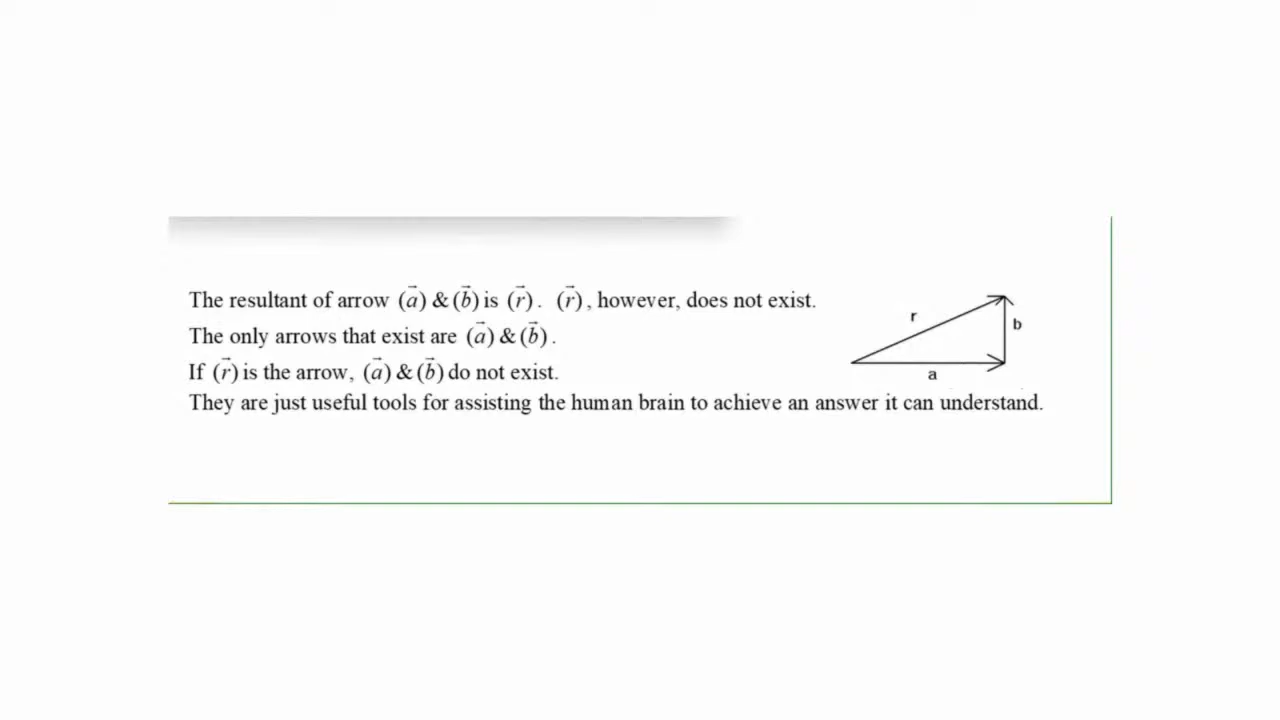 The resultant of arrow (a⃗) & (b⃗) is (r⃗). (r⃗), however, does not exist.
The only arrows that exist are (a⃗) & (b⃗).
If (r⃗) is the arrow, (a⃗) & (b⃗) do not exist.
They are just useful tools for assisting the human brain to achieve an answer it can understand.
r
b
a